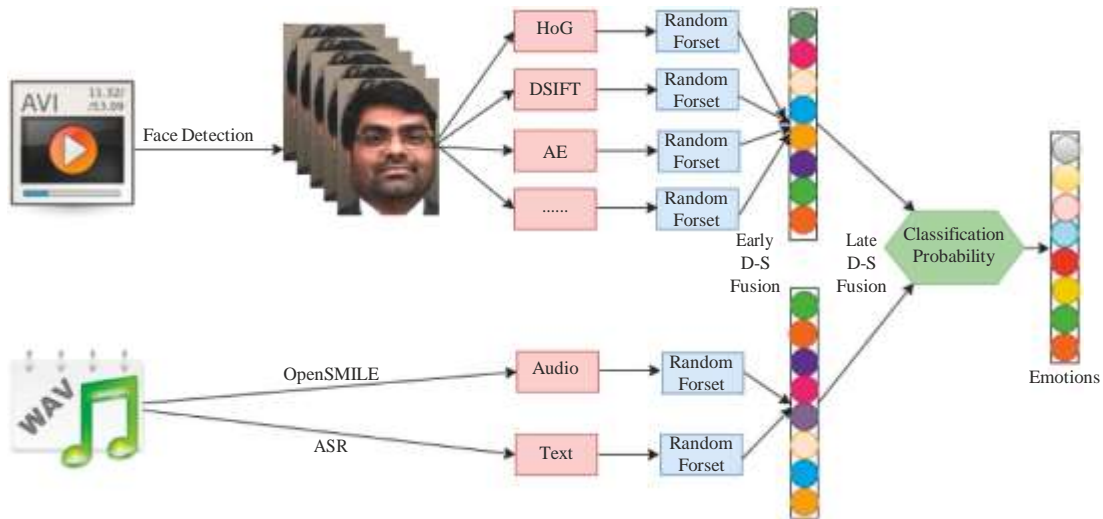 AVI
11.32/
/13.09
Face Detection
HoG
DSIFT
AE
......
Random
Forset
Random
Forset
Random
Forset
Random
Forset
Early
D-S
Fusion
Late
D-S
Fusion
Classification
Probability
Emotions
WAV
OpenSMILE
ASR
Audio
Text
Random
Forset
Random
Forset